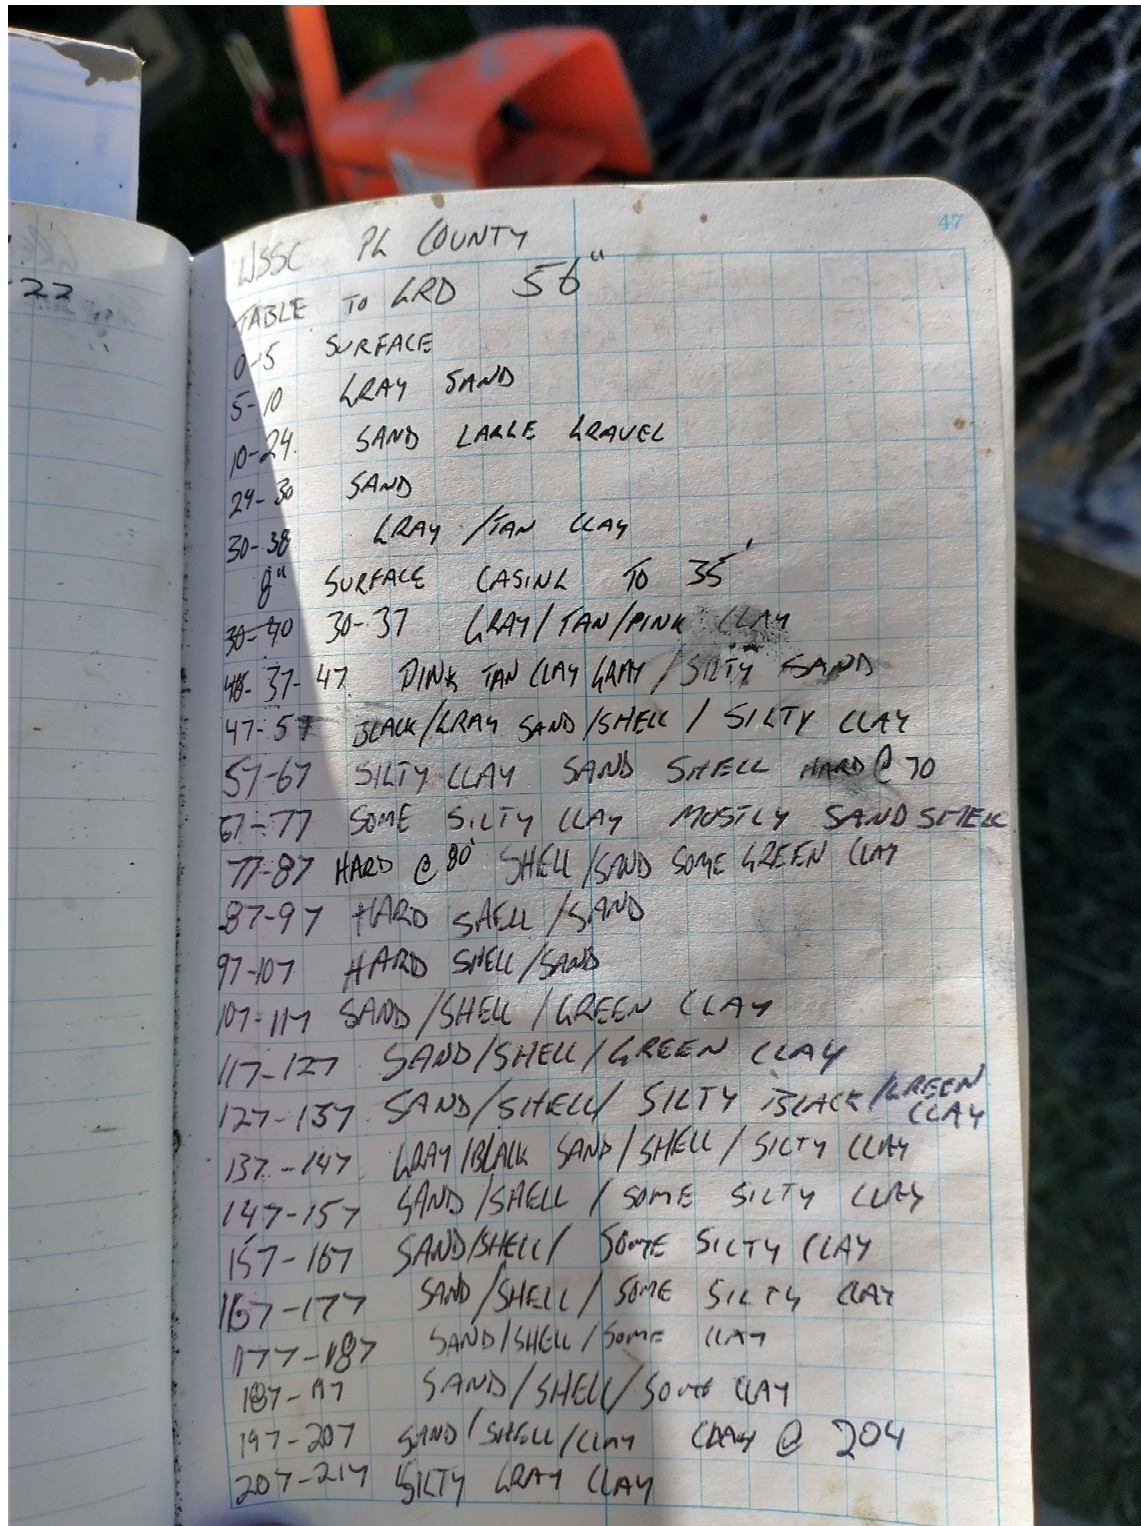 47
22
WSSC PG COUNTY
TABLE TO GRD 56"
0-5 SURFACE
5-10 GRAY SAND
10-24 SAND LARGE GRAVEL
24-30 SAND
30-38 GRAY/TAN CLAY
8" SURFACE CASING TO 35'
30-40 30-37 GRAY/TAN/PINK CLAY
37-47 PINK TAN CLAY GRAY/SILTY SAND
47-57 BLACK/GRAY SAND/SHELL/SILTY CLAY
57-67 SILTY CLAY SAND SHELL HARD @ 70
67-77 SOME SILTY CLAY MOSTLY SAND SHELL
77-87 HARD @ 80' SHELL/SAND SOME GREEN CLAY
87-97 HARD SHELL/SAND
97-107 HARD SHELL/SAND
107-117 SAND/SHELL/GREEN CLAY
117-127 SAND/SHELL/GREEN CLAY
127-137 SAND/SHELL/SILTY BLACK/GREEN
CLAY
137-147 GRAY/BLACK SAND/SHELL/SILTY CLAY
147-157 SAND/SHELL/SOME SILTY CLAY
157-167 SAND/SHELL/SOME SILTY CLAY
167-177 SAND/SHELL/SOME SILTY CLAY
177-187 SAND/SHELL/SOME CLAY
187-197 SAND/SHELL/SOME CLAY
197-207 SAND/SHELL/CLAY CLAY @ 204
207-217 SILTY GRAY CLAY